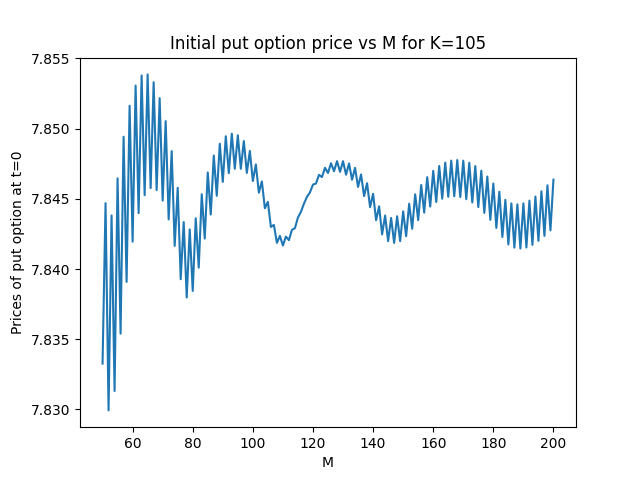 Initial put option price vs M for K=105
Prices of put option at t=0
7.855
7.850
7.845
7.840
7.835
7.830
60 80 100 120 140 160 180 200
M